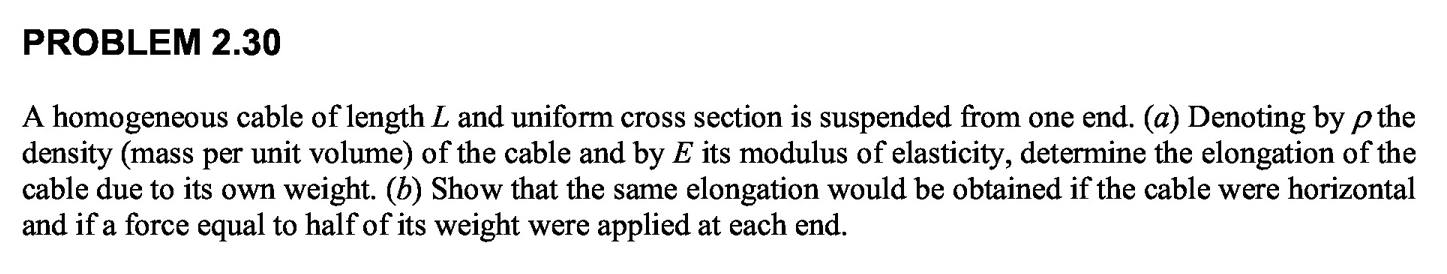 PROBLEM 2.30
A homogeneous cable of length L and uniform cross section is suspended from one end. (a) Denoting by ρ the
density (mass per unit volume) of the cable and by E its modulus of elasticity, determine the elongation of the
cable due to its own weight. (b) Show that the same elongation would be obtained if the cable were horizontal
and if a force equal to half of its weight were applied at each end.